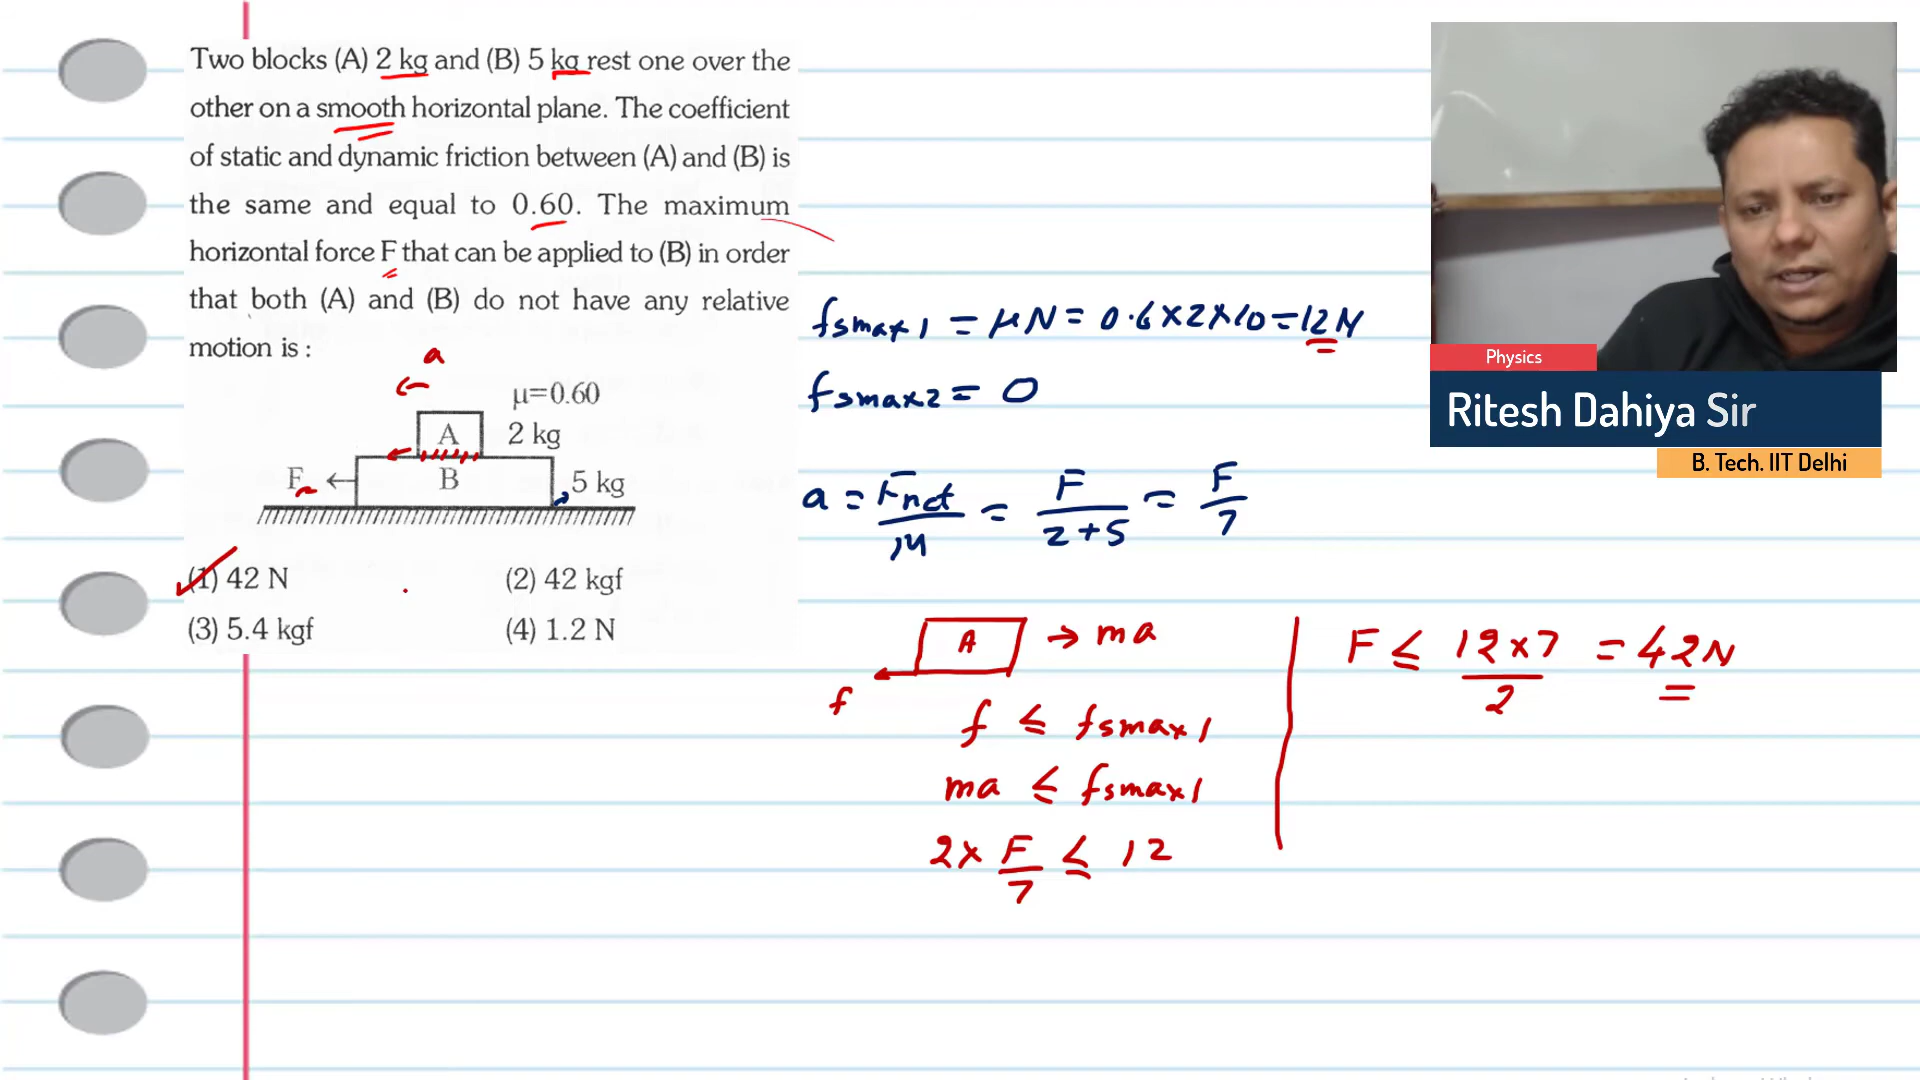 Two blocks (A) 2 kg and (B) 5 kg rest one over the
other on a smooth horizontal plane. The coefficient
of static and dynamic friction between (A) and (B) is
the same and equal to 0.60. The maximum
horizontal force F that can be applied to (B) in order
that both (A) and (B) do not have any relative
motion is :
a
μ=0.60
A 2 kg
F ← B 5 kg
(1) 42 N (2) 42 kgf
(3) 5.4 kgf (4) 1.2 N
fsmax1 = μN = 0.6×2×10=12N
fsmax2 = 0
a = Fnet/M = F/2+5 = F/7
A → ma
f
f ≤ fsmax1
ma ≤ fsmax1
2× F/7 ≤ 12
F ≤ 12×7/2 = 42N
Physics
Ritesh Dahiya Sir
B. Tech. IIT Delhi